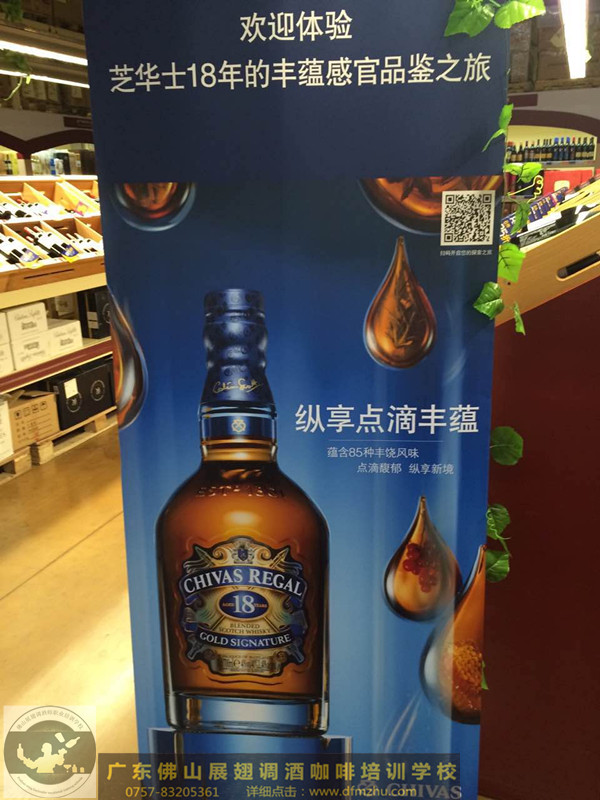 欢迎体验
芝华士18年的丰蕴感官品鉴之旅
纵享点滴丰蕴
蕴含85种丰饶风味
点滴馥郁 纵享新境
CHIVAS REGAL
AGED 18 YEARS
BLENDED
SCOTCH WHISKY
GOLD SIGNATURE
CHIVAS
广东佛山展翅调酒咖啡培训学校
0757-83205361 详细点击：www.dfmzhu.com